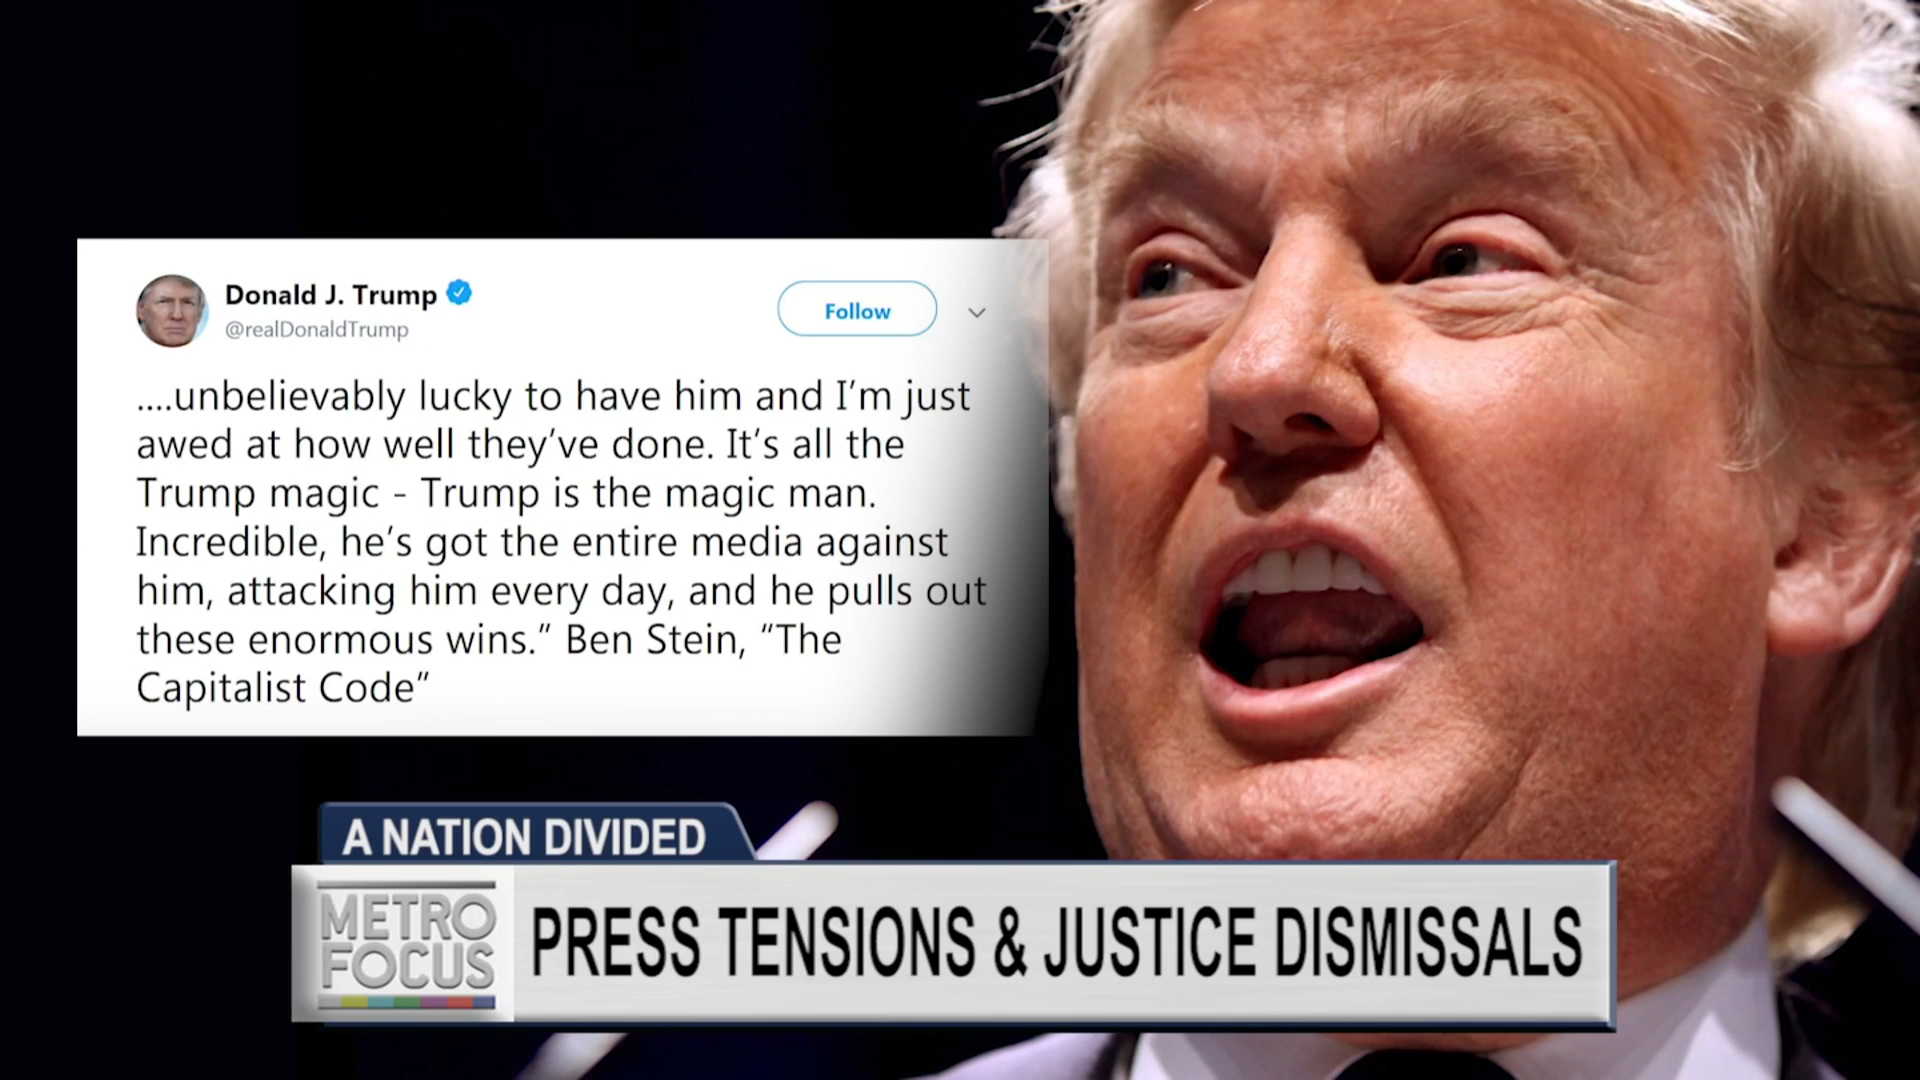 Donald J. Trump
@realDonaldTrump
Follow
....unbelievably lucky to have him and I’m just
awed at how well they’ve done. It’s all the
Trump magic - Trump is the magic man.
Incredible, he’s got the entire media against
him, attacking him every day, and he pulls out
these enormous wins.” Ben Stein, “The
Capitalist Code”
A NATION DIVIDED
METRO
FOCUS
PRESS TENSIONS & JUSTICE DISMISSALS